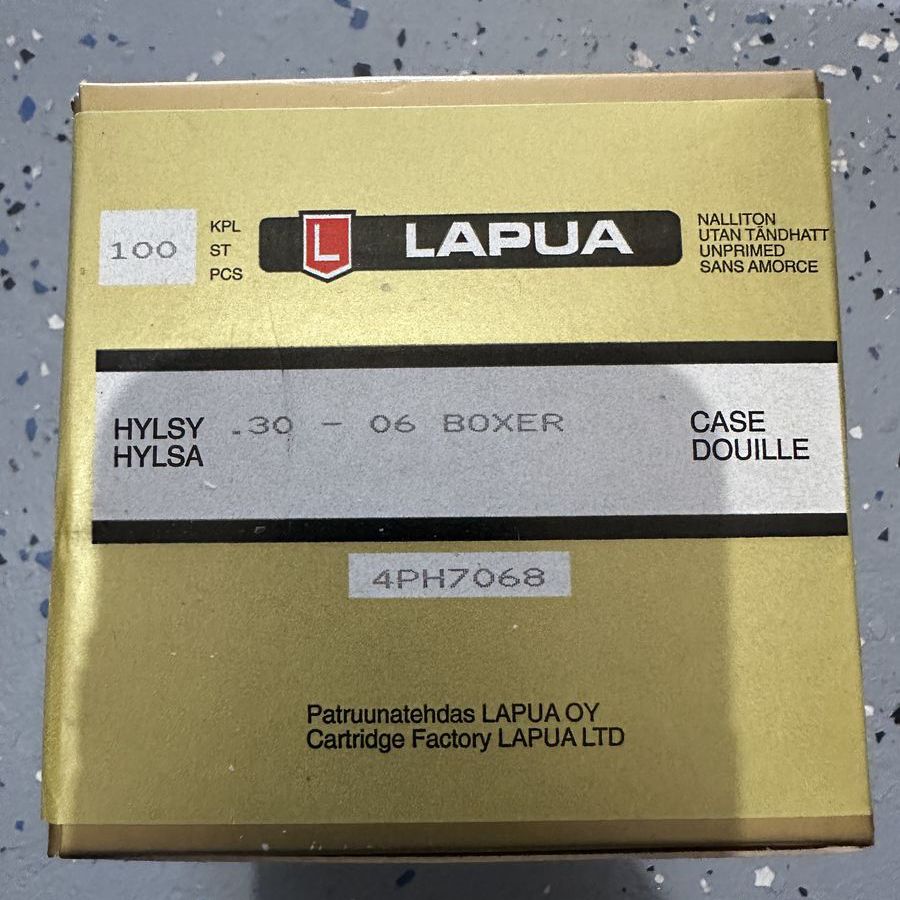 100
KPL
ST
PCS
L LAPUA
NALLITON
UTAN TÄNDHATT
UNPRIMED
SANS AMORCE
HYLSY
HYLSA
.30 - 06 BOXER
CASE
DOUILLE
4PH7068
Patruunatehdas LAPUA OY
Cartridge Factory LAPUA LTD